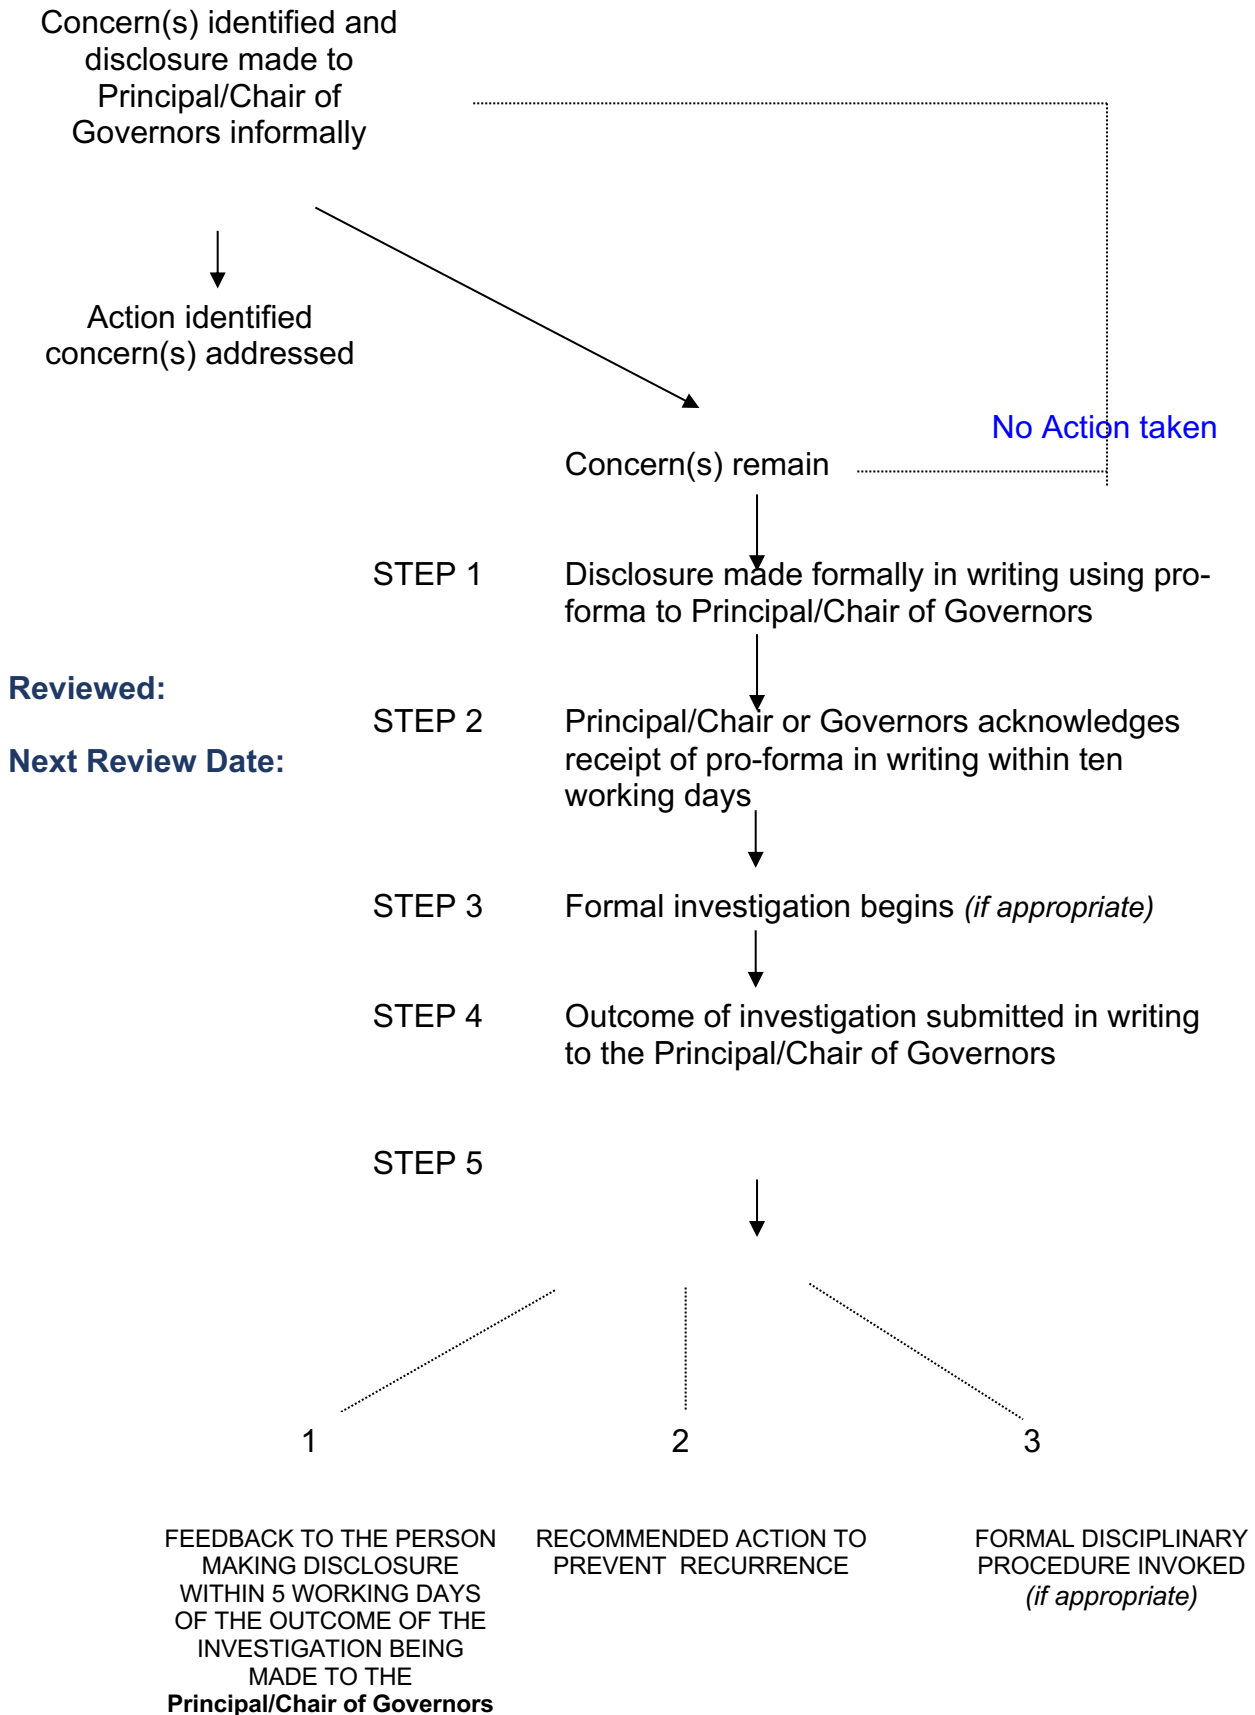 Concern(s) identified and
disclosure made to
Principal/Chair of
Governors informally
Action identified
concern(s) addressed
No Action taken
Concern(s) remain
STEP 1
Disclosure made formally in writing using pro-
forma to Principal/Chair of Governors
Reviewed:
Next Review Date:
STEP 2
Principal/Chair or Governors acknowledges
receipt of pro-forma in writing within ten
working days
STEP 3
Formal investigation begins (if appropriate)
STEP 4
Outcome of investigation submitted in writing
to the Principal/Chair of Governors
STEP 5
1
2
3
FEEDBACK TO THE PERSON
MAKING DISCLOSURE
WITHIN 5 WORKING DAYS
OF THE OUTCOME OF THE
INVESTIGATION BEING
MADE TO THE
Principal/Chair of Governors
RECOMMENDED ACTION TO
PREVENT RECURRENCE
FORMAL DISCIPLINARY
PROCEDURE INVOKED
(if appropriate)